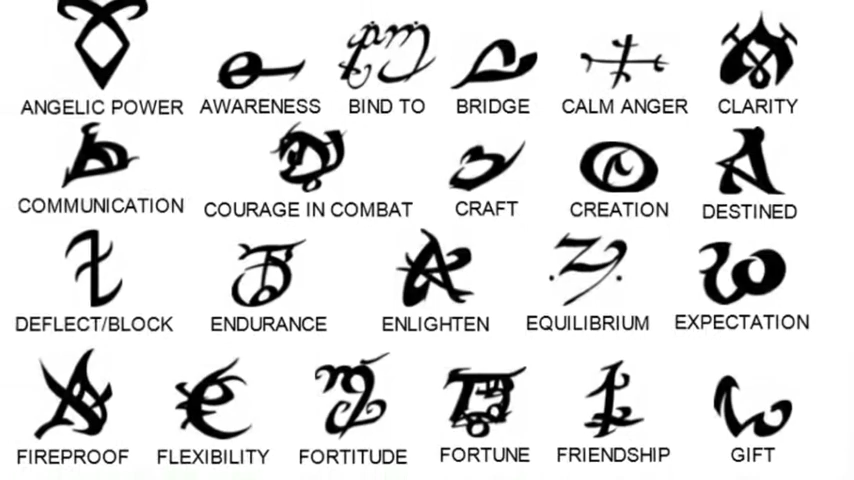 ANGELIC POWER AWARENESS BIND TO BRIDGE CALM ANGER CLARITY
COMMUNICATION COURAGE IN COMBAT CRAFT CREATION DESTINED
DEFLECT/BLOCK ENDURANCE ENLIGHTEN EQUILIBRIUM EXPECTATION
FIREPROOF FLEXIBILITY FORTITUDE FORTUNE FRIENDSHIP GIFT